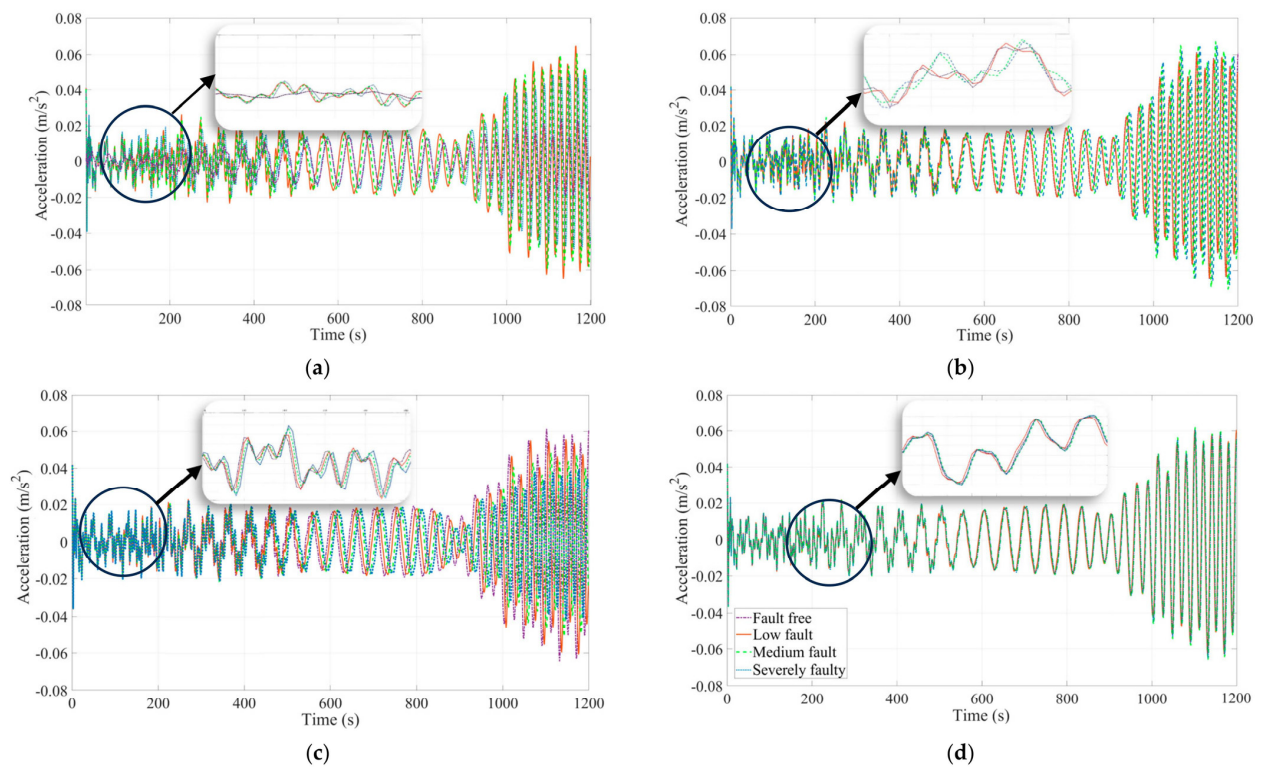 0.08
0.06
0.04
0.02
0
-0.02
-0.04
-0.06
-0.08
Acceleration (m/s²)
200 400 600 800 1000 1200
Time (s)
(a)
0.08
0.06
0.04
0.02
0
-0.02
-0.04
-0.06
-0.08
Acceleration (m/s²)
0 200 400 600 800 1000 1200
Time (s)
(b)
0.08
0.06
0.04
0.02
0
-0.02
-0.04
-0.06
-0.08
Acceleration (m/s²)
0 200 400 600 800 1000 1200
Time (s)
(c)
0.08
0.06
0.04
0.02
0
-0.02
-0.04
-0.06
-0.08
Acceleration (m/s²)
Fault free
Low fault
Medium fault
Severely faulty
0 200 400 600 800 1000 1200
Time (s)
(d)